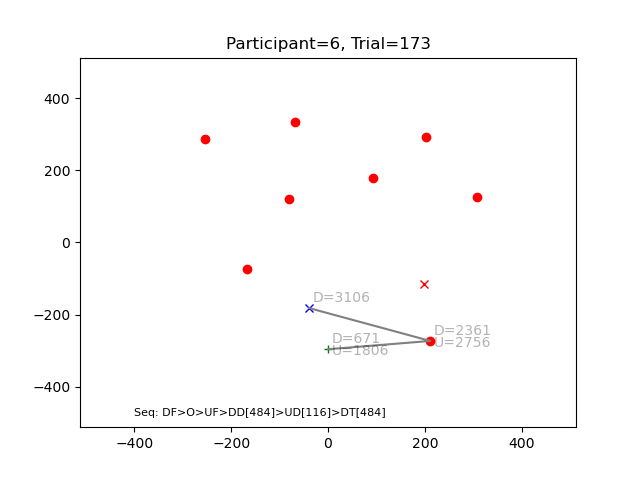 Participant=6, Trial=173
400
200
0
−200
−400
D=3106
D=671
U=1806
D=2361
U=2756
Seq: DF>O>UF>DD[484]>UD[116]>DT[484]
−400
−200
0
200
400